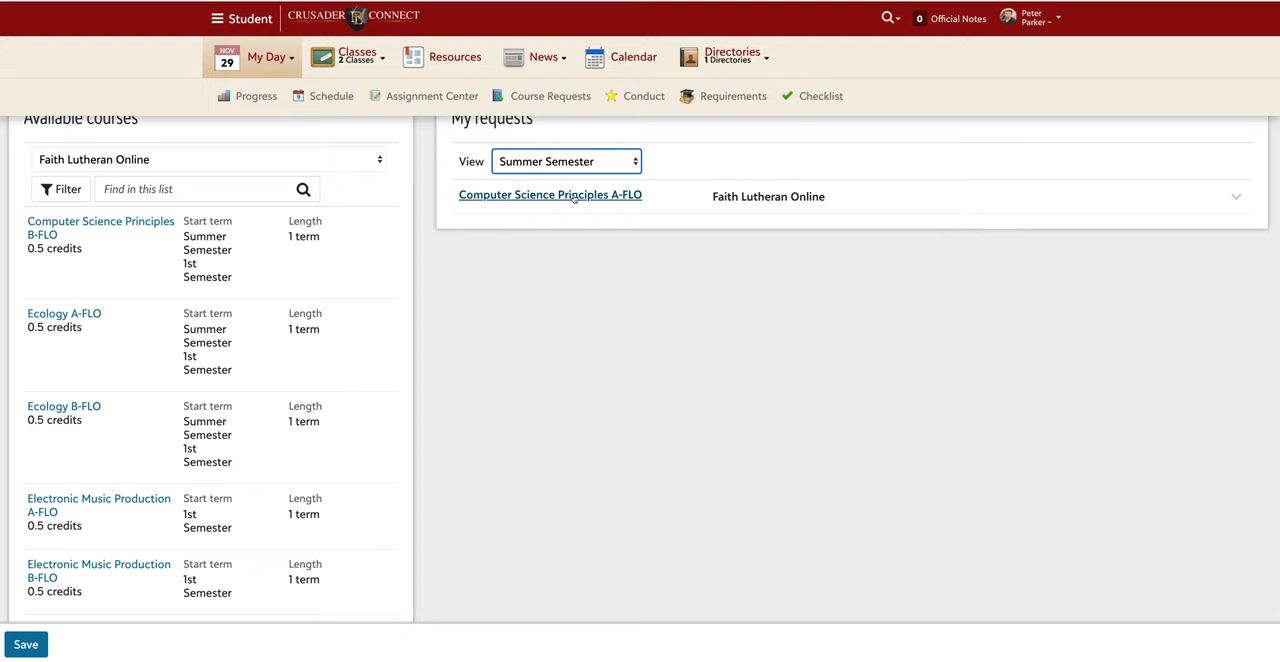 Student
CRUSADER CONNECT
0 Official Notes
Peter
Parker –
NOV
29
My Day
Classes
2 Classes
Resources
News
Calendar
Directories
1 Directories
Progress
Schedule
Assignment Center
Course Requests
Conduct
Requirements
Checklist
Available courses
Faith Lutheran Online
Filter
Find in this list
Computer Science Principles
B-FLO
0.5 credits
Start term
Summer
Semester
1st
Semester
Length
1 term
Ecology A-FLO
0.5 credits
Start term
Summer
Semester
1st
Semester
Length
1 term
Ecology B-FLO
0.5 credits
Start term
Summer
Semester
1st
Semester
Length
1 term
Electronic Music Production
A-FLO
0.5 credits
Start term
1st
Semester
Length
1 term
Electronic Music Production
B-FLO
0.5 credits
Start term
1st
Semester
Length
1 term
My requests
View
Summer Semester
Computer Science Principles A-FLO
Faith Lutheran Online
Save